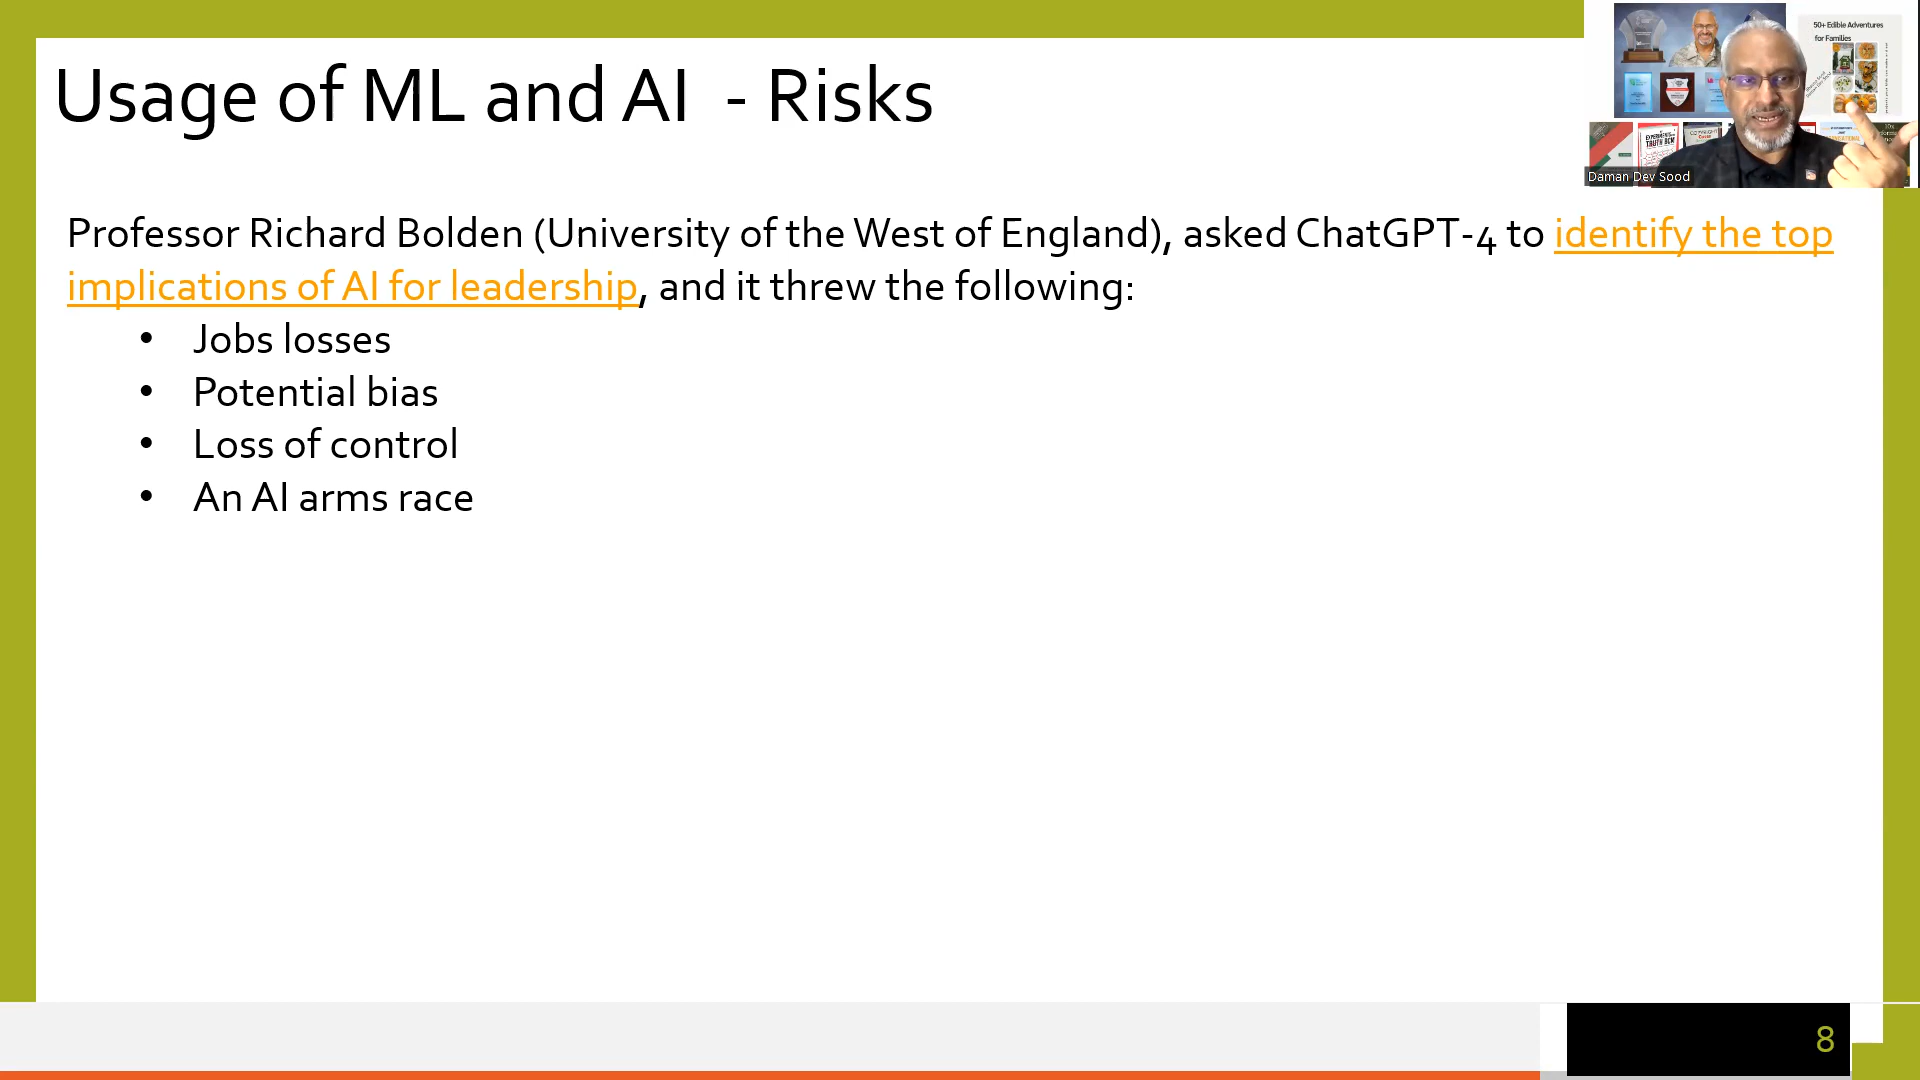 Usage of ML and AI - Risks
50+ Edible Adventures
for Families
Daman Dev Sood
Professor Richard Bolden (University of the West of England), asked ChatGPT-4 to identify the top
implications of AI for leadership, and it threw the following:
• Jobs losses
• Potential bias
• Loss of control
• An AI arms race
8